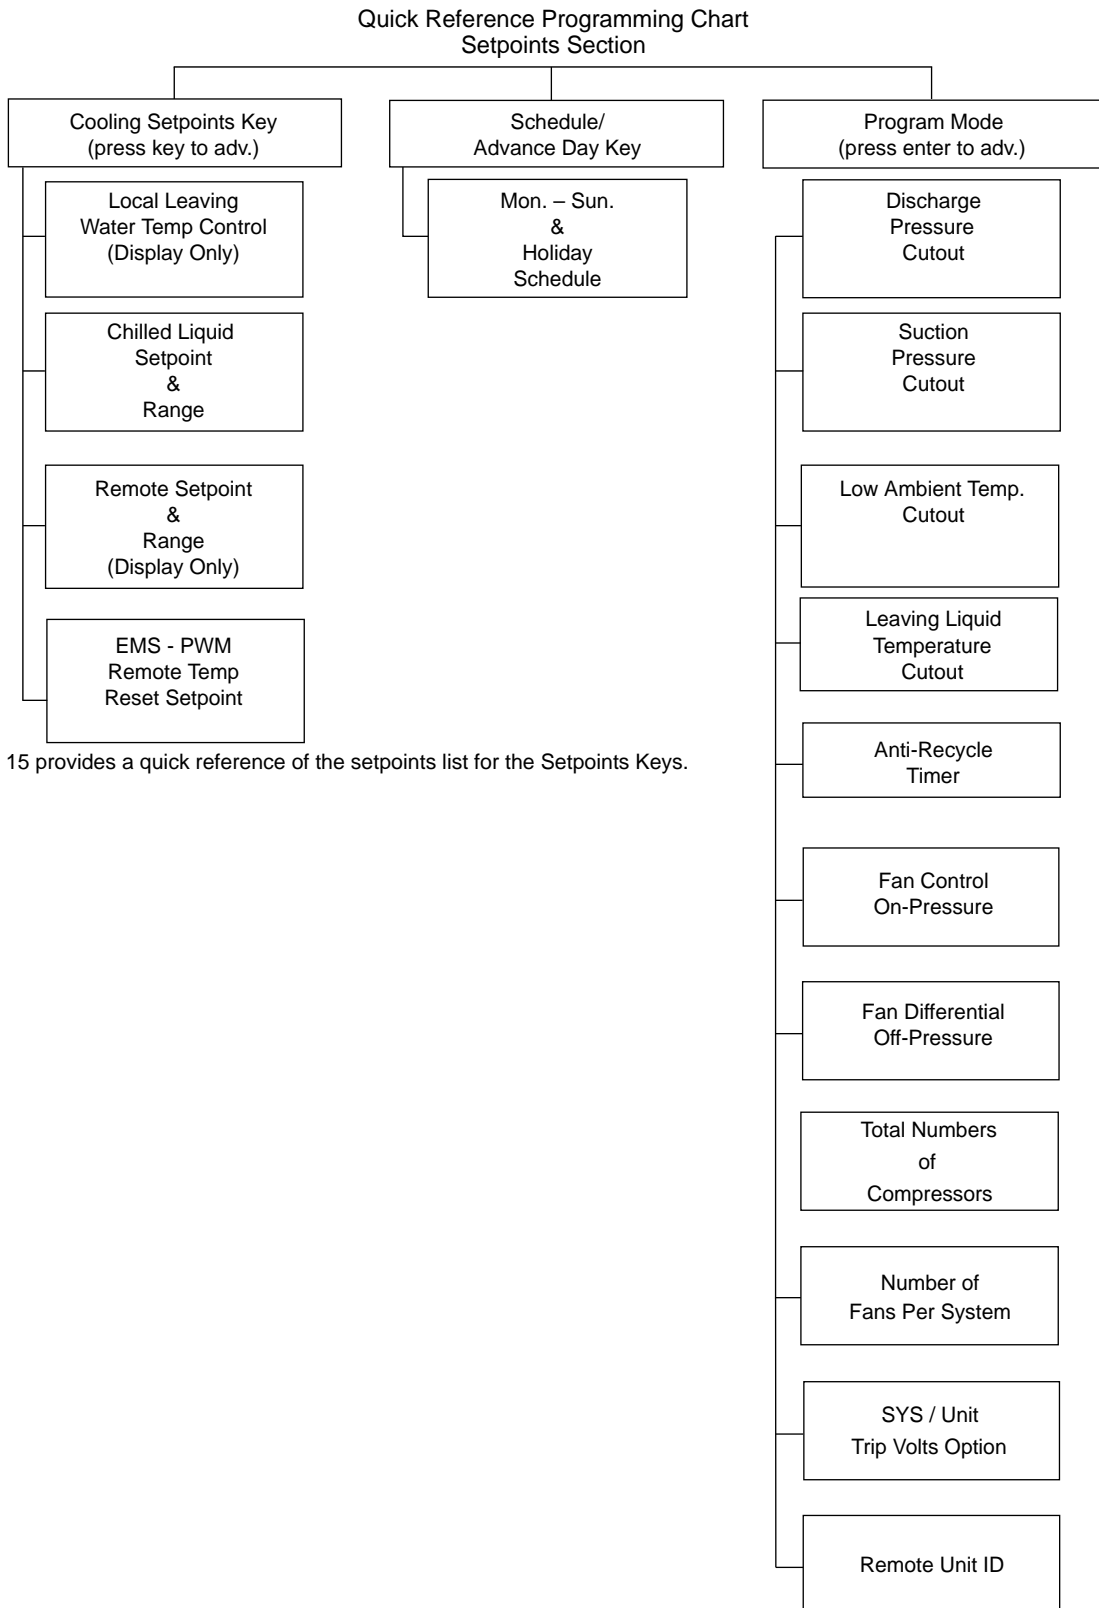 Quick Reference Programming Chart
Setpoints Section
Cooling Setpoints Key
(press key to adv.)
Local Leaving
Water Temp Control
(Display Only)
Chilled Liquid
Setpoint
&
Range
Remote Setpoint
&
Range
(Display Only)
EMS - PWM
Remote Temp
Reset Setpoint
15 provides a quick reference of the setpoints list for the Setpoints Keys.
Schedule/
Advance Day Key
Mon. – Sun.
&
Holiday
Schedule
Program Mode
(press enter to adv.)
Discharge
Pressure
Cutout
Suction
Pressure
Cutout
Low Ambient Temp.
Cutout
Leaving Liquid
Temperature
Cutout
Anti-Recycle
Timer
Fan Control
On-Pressure
Fan Differential
Off-Pressure
Total Numbers
of
Compressors
Number of
Fans Per System
SYS / Unit
Trip Volts Option
Remote Unit ID